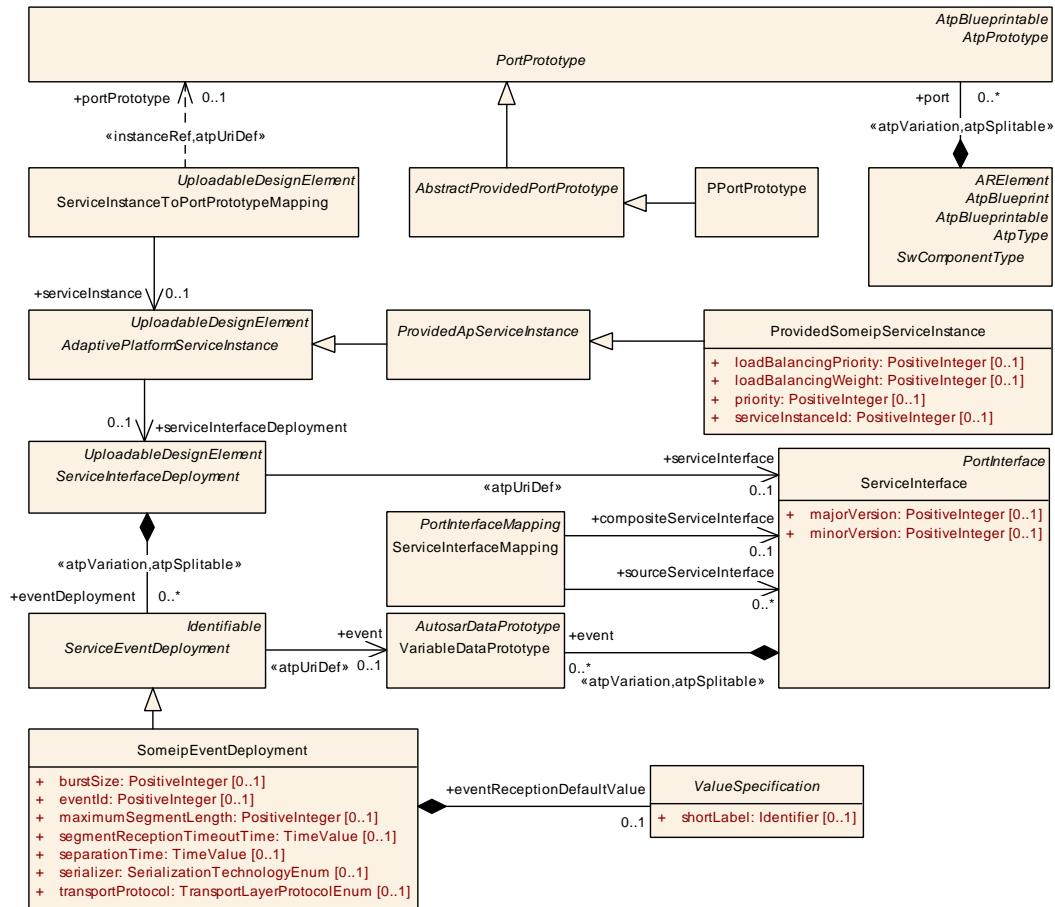 AtpBlueprintable
AtpPrototype
PortPrototype
+portPrototype
0..1
+port
0..*
«instanceRef,atpUriDef»
«atpVariation,atpSplitable»
UploadableDesignElement
ServiceInstanceToPortPrototypeMapping
AbstractProvidedPortPrototype
PPortPrototype
ARElement
AtpBlueprint
AtpBlueprintable
AtpType
SwComponentType
+serviceInstance
0..1
UploadableDesignElement
AdaptivePlatformServiceInstance
ProvidedApServiceInstance
ProvidedSomeipServiceInstance
+ loadBalancingPriority: PositiveInteger [0..1]
+ loadBalancingWeight: PositiveInteger [0..1]
+ priority: PositiveInteger [0..1]
+ serviceInstanceId: PositiveInteger [0..1]
0..1
+serviceInterfaceDeployment
UploadableDesignElement
ServiceInterfaceDeployment
+serviceInterface
«atpUriDef»
0..1
PortInterface
ServiceInterface
+ majorVersion: PositiveInteger [0..1]
+ minorVersion: PositiveInteger [0..1]
PortInterfaceMapping
ServiceInterfaceMapping
+compositeServiceInterface
0..1
+sourceServiceInterface
0..*
«atpVariation,atpSplitable»
+eventDeployment
0..*
Identifiable
ServiceEventDeployment
+event
«atpUriDef»
0..1
AutosarDataPrototype
VariableDataPrototype
+event
0..*
«atpVariation,atpSplitable»
SomeipEventDeployment
+ burstSize: PositiveInteger [0..1]
+ eventId: PositiveInteger [0..1]
+ maximumSegmentLength: PositiveInteger [0..1]
+ segmentReceptionTimeoutTime: TimeValue [0..1]
+ separationTime: TimeValue [0..1]
+ serializer: SerializationTechnologyEnum [0..1]
+ transportProtocol: TransportLayerProtocolEnum [0..1]
+eventReceptionDefaultValue
0..1
ValueSpecification
+ shortLabel: Identifier [0..1]